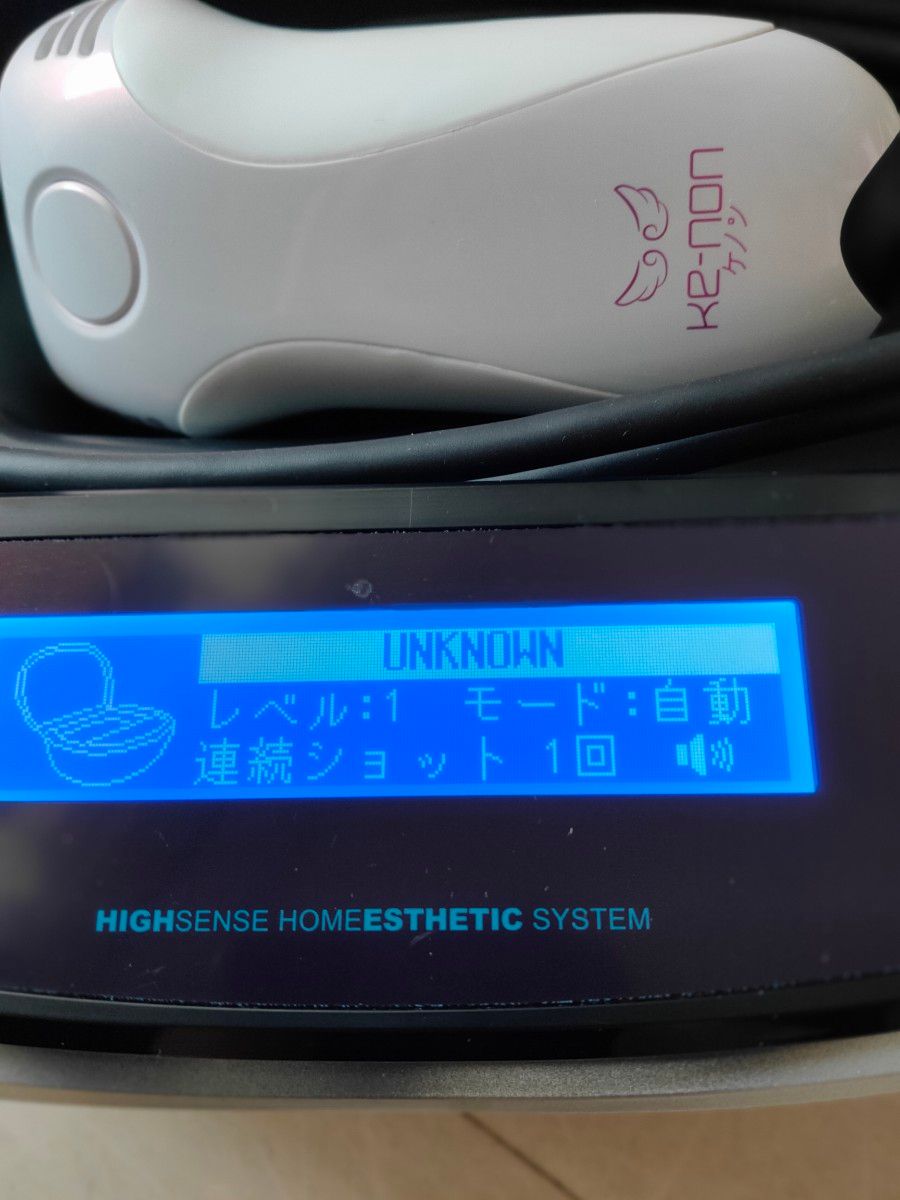 ke-non
ケノン
UNKNOWN
レベル:1 モード:自動
連続ショット 1回
HIGHSENSE HOMEESTHETIC SYSTEM